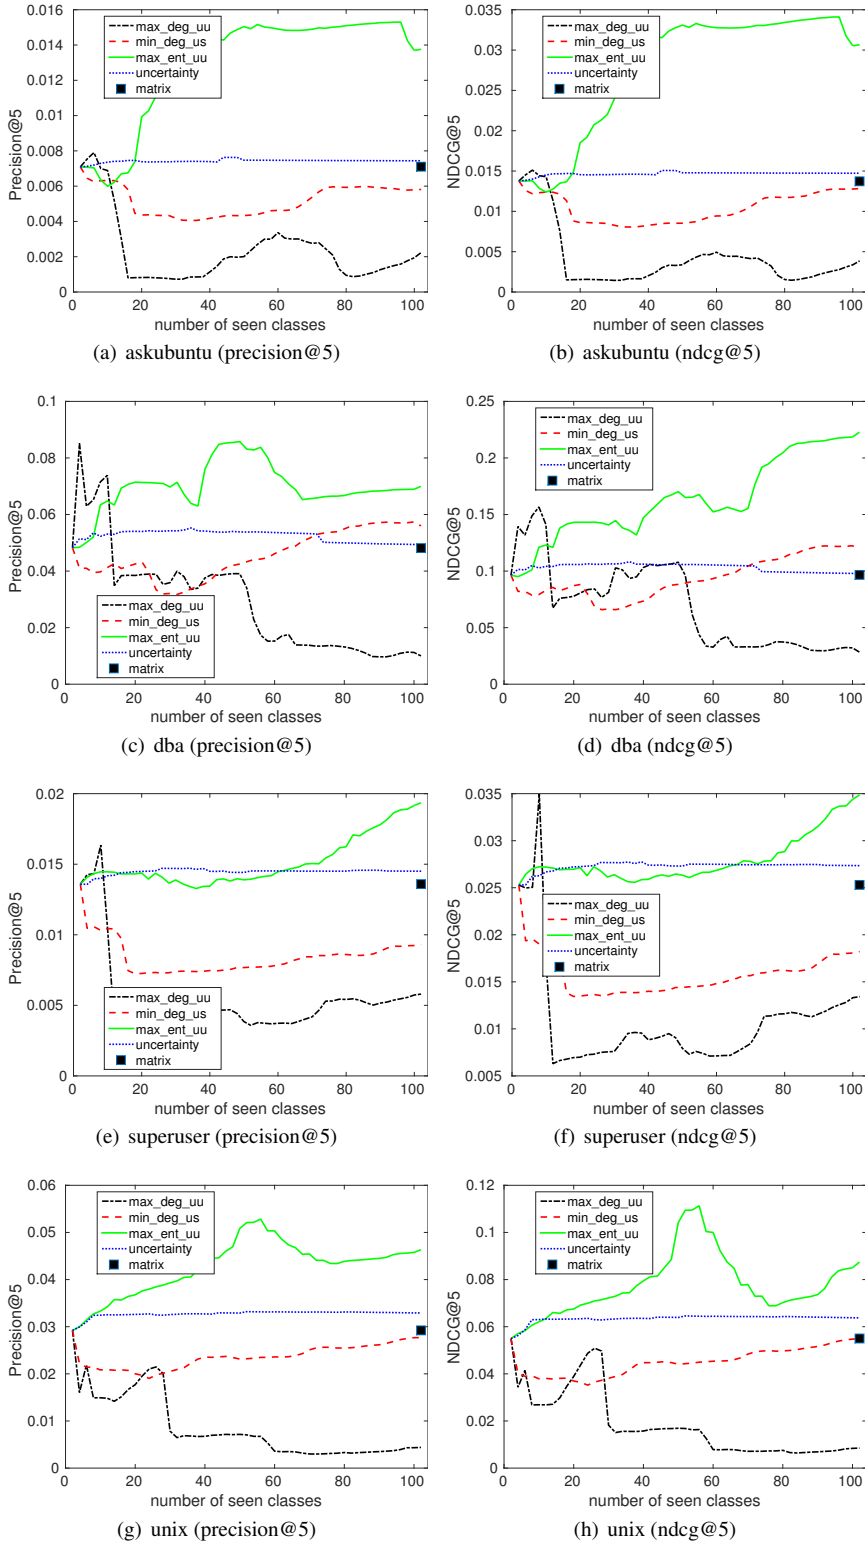 0.016
0.014
0.012
0.01
0.008
0.006
0.004
0.002
0
Precision@5
max_deg_uu
min_deg_us
max_ent_uu
uncertainty
matrix
0 20 40 60 80 100
number of seen classes
(a) askubuntu (precision@5)
0.035
0.03
0.025
0.02
0.015
0.01
0.005
0
NDCG@5
max_deg_uu
min_deg_us
max_ent_uu
uncertainty
matrix
0 20 40 60 80 100
number of seen classes
(b) askubuntu (ndcg@5)
0.1
0.08
0.06
0.04
0.02
0
Precision@5
max_deg_uu
min_deg_us
max_ent_uu
uncertainty
matrix
0 20 40 60 80 100
number of seen classes
(c) dba (precision@5)
0.25
0.2
0.15
0.1
0.05
0
NDCG@5
max_deg_uu
min_deg_us
max_ent_uu
uncertainty
matrix
0 20 40 60 80 100
number of seen classes
(d) dba (ndcg@5)
0.02
0.015
0.01
0.005
0
Precision@5
max_deg_uu
min_deg_us
max_ent_uu
uncertainty
matrix
0 20 40 60 80 100
number of seen classes
(e) superuser (precision@5)
0.035
0.03
0.025
0.02
0.015
0.01
0.005
NDCG@5
max_deg_uu
min_deg_us
max_ent_uu
uncertainty
matrix
0 20 40 60 80 100
number of seen classes
(f) superuser (ndcg@5)
0.06
0.05
0.04
0.03
0.02
0.01
0
Precision@5
max_deg_uu
min_deg_us
max_ent_uu
uncertainty
matrix
0 20 40 60 80 100
number of seen classes
(g) unix (precision@5)
0.12
0.1
0.08
0.06
0.04
0.02
0
NDCG@5
max_deg_uu
min_deg_us
max_ent_uu
uncertainty
matrix
0 20 40 60 80 100
number of seen classes
(h) unix (ndcg@5)